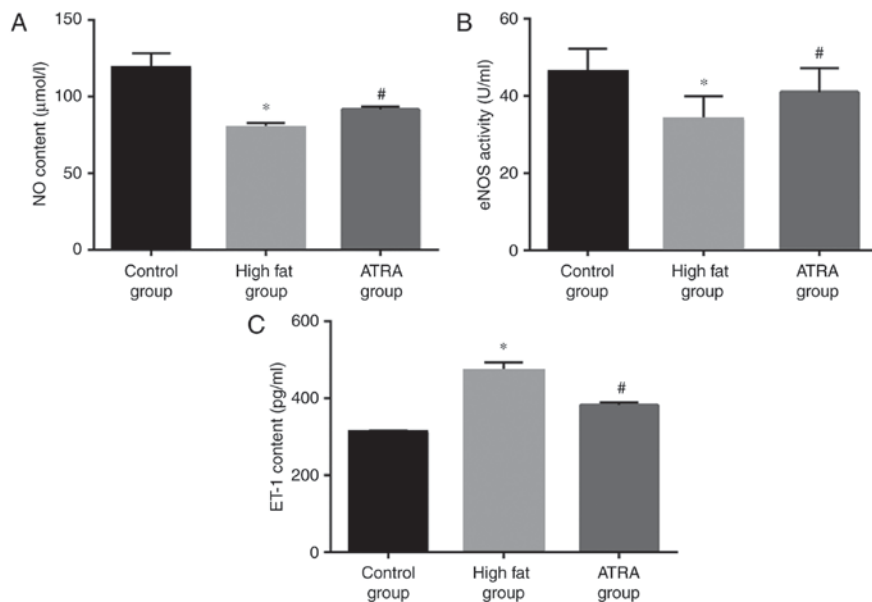 A
NO content (μmol/l)
150
100
50
0
*
#
Control
group
High fat
group
ATRA
group
B
eNOS activity (U/ml)
60
40
20
0
*
#
Control
group
High fat
group
ATRA
group
C
ET-1 content (pg/ml)
600
400
200
0
*
#
Control
group
High fat
group
ATRA
group